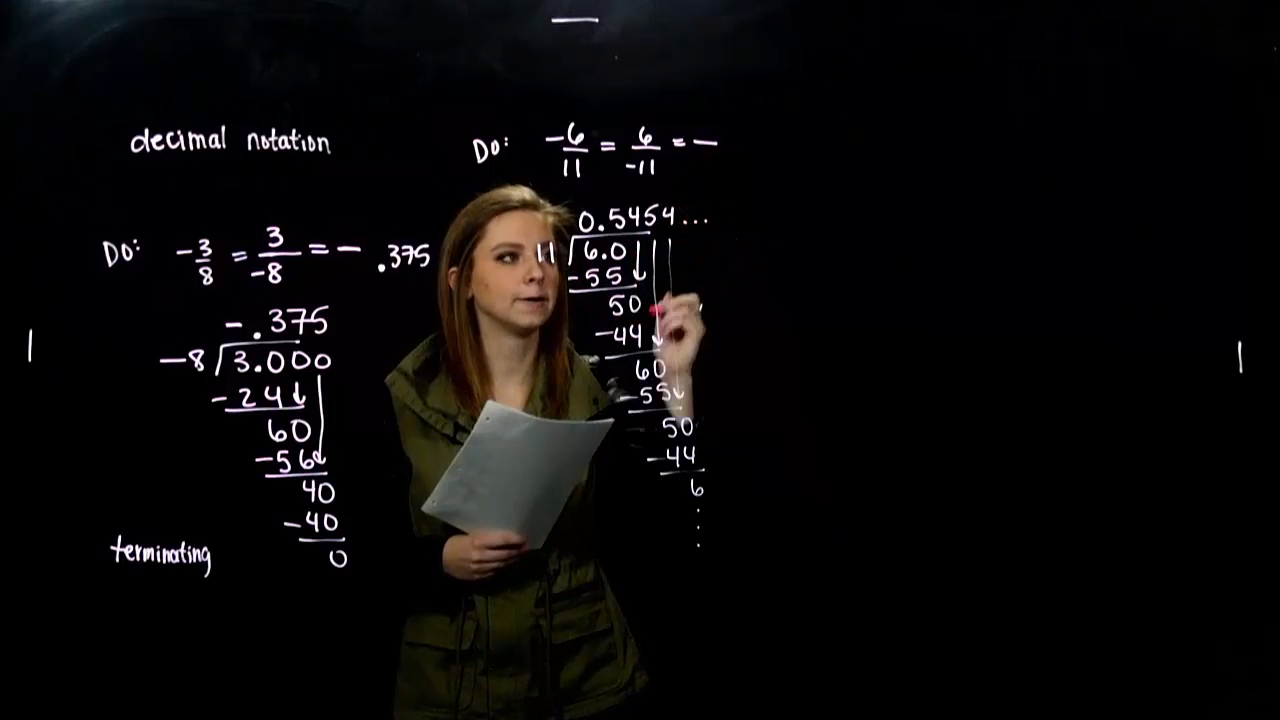 decimal notation
Do: -3/8 = 3/-8 = - .375
- .375
-8 | 3.000
- 24
60
- 56
40
- 40
0
terminating
Do: -6/11 = 6/-11 = -
0.5454...
11 | 6.0
- 55
50
- 44
60
- 55
50
- 44
6